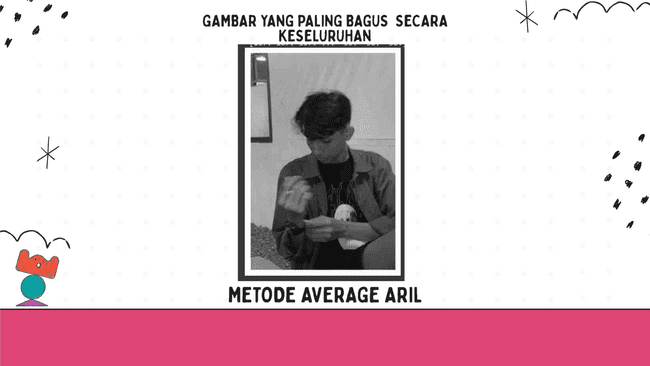 GAMBAR YANG PALING BAGUS SECARA
KESELURUHAN
METODE AVERAGE ARIL